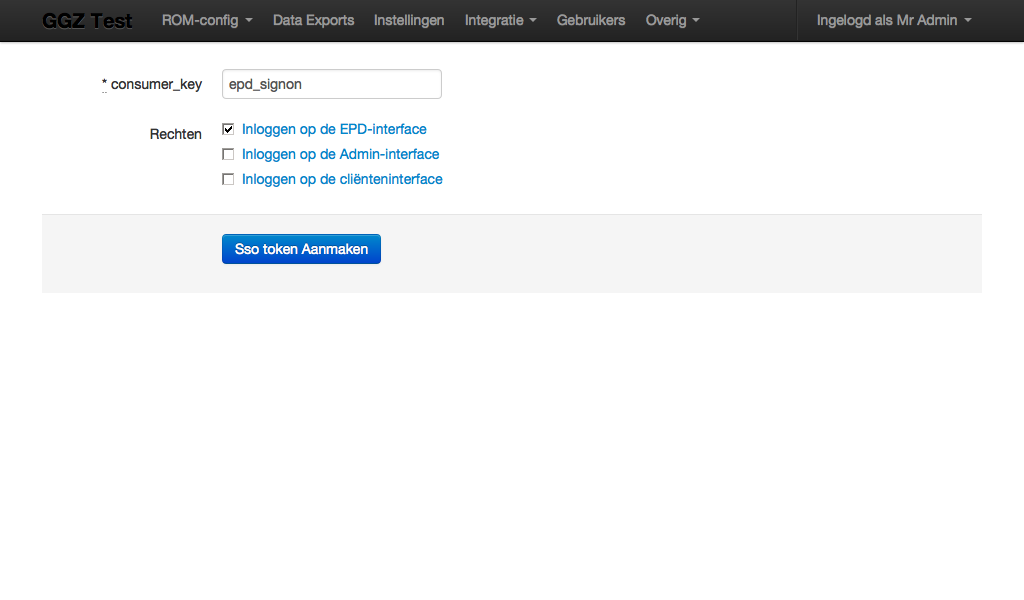 GGZ Test ROM-config Data Exports Instellingen Integratie Gebruikers Overig Ingelogd als Mr Admin
* consumer_key epd_signon
Rechten
Inloggen op de EPD-interface
Inloggen op de Admin-interface
Inloggen op de cliënteninterface
Sso token Aanmaken